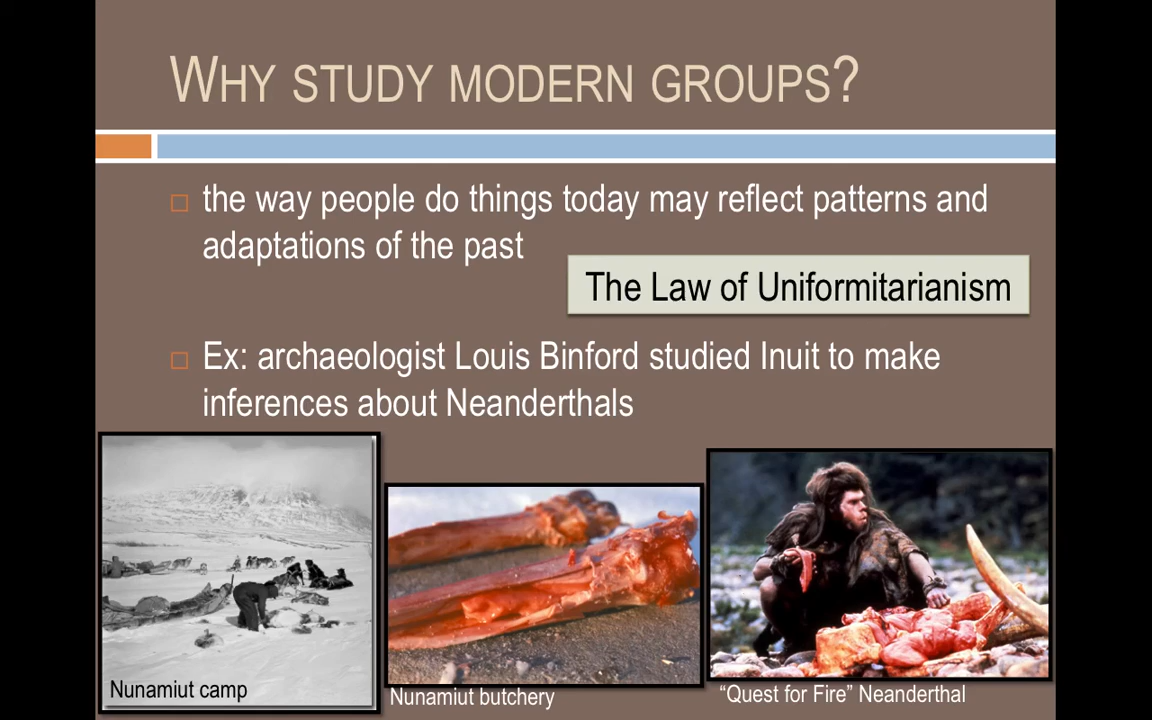 WHY STUDY MODERN GROUPS?
the way people do things today may reflect patterns and
adaptations of the past
The Law of Uniformitarianism
Ex: archaeologist Louis Binford studied Inuit to make
inferences about Neanderthals
Nunamiut camp
Nunamiut butchery
“Quest for Fire” Neanderthal